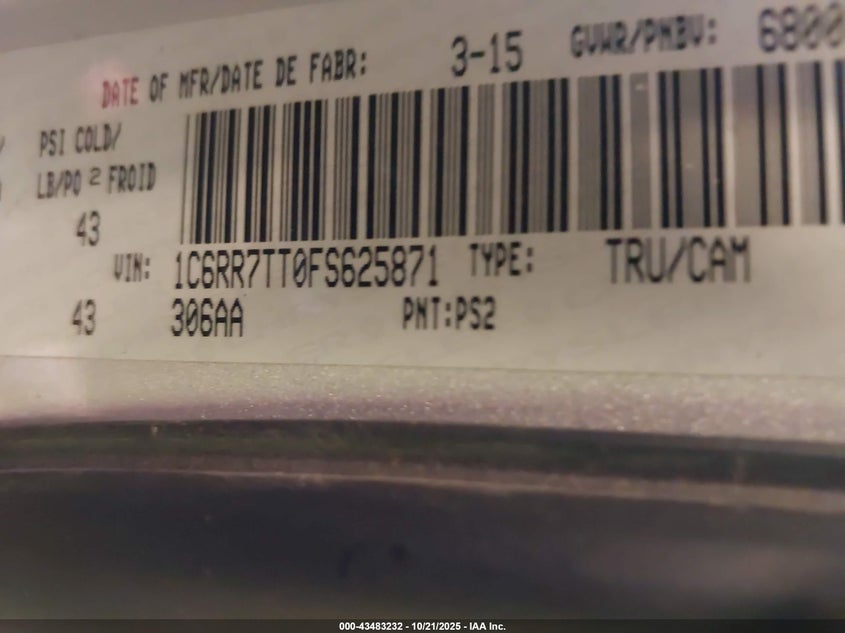 DATE OF MFR/DATE DE FABR: 3-15 GVWR/PNBV: 6800
PSI COLD/
LB/PO 2 FROID
43
VIN: 1C6RR7TT0FS625871 TYPE: TRU/CAM
43 306AA PNT:PS2
000-43483232 - 10/21/2025 - IAA Inc.